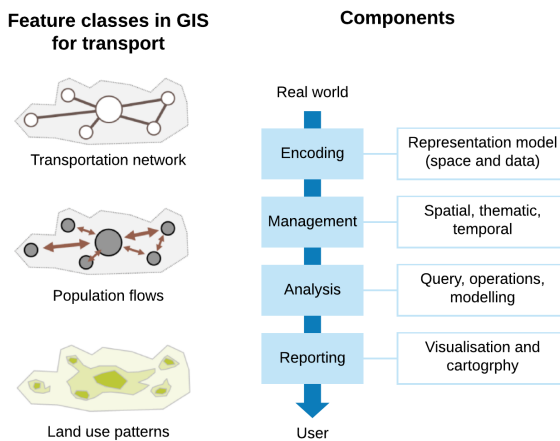 Feature classes in GIS
for transport
Transportation network
Population flows
Land use patterns
Components
Real world
Encoding
Representation model
(space and data)
Management
Spatial, thematic,
temporal
Analysis
Query, operations,
modelling
Reporting
Visualisation and
cartogrphy
User